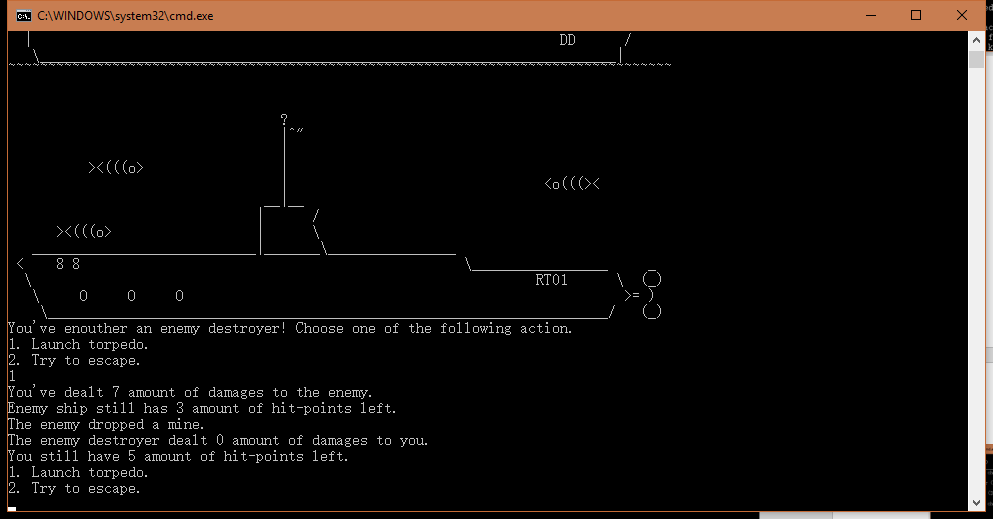 C:\WINDOWS\system32\cmd.exe
DD
?
><(((o>
<o(((><
><(((o>
8 8
RT01
O O O
You've enouther an enemy destroyer! Choose one of the following action.
1. Launch torpedo.
2. Try to escape.
1
You've dealt 7 amount of damages to the enemy.
Enemy ship still has 3 amount of hit-points left.
The enemy dropped a mine.
The enemy destroyer dealt 0 amount of damages to you.
You still have 5 amount of hit-points left.
1. Launch torpedo.
2. Try to escape.